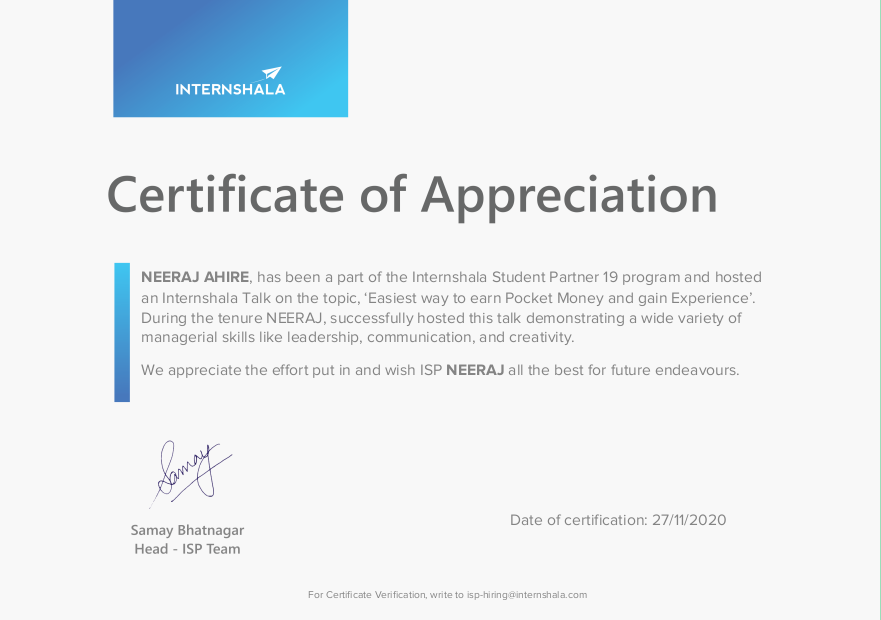 INTERNSHALA
Certificate of Appreciation
NEERAJ AHIRE, has been a part of the Internshala Student Partner 19 program and hosted
an Internshala Talk on the topic, ‘Easiest way to earn Pocket Money and gain Experience’.
During the tenure NEERAJ, successfully hosted this talk demonstrating a wide variety of
managerial skills like leadership, communication, and creativity.
We appreciate the effort put in and wish ISP NEERAJ all the best for future endeavours.
Samay
Samay Bhatnagar
Head - ISP Team
Date of certification: 27/11/2020
For Certificate Verification, write to isp-hiring@internshala.com